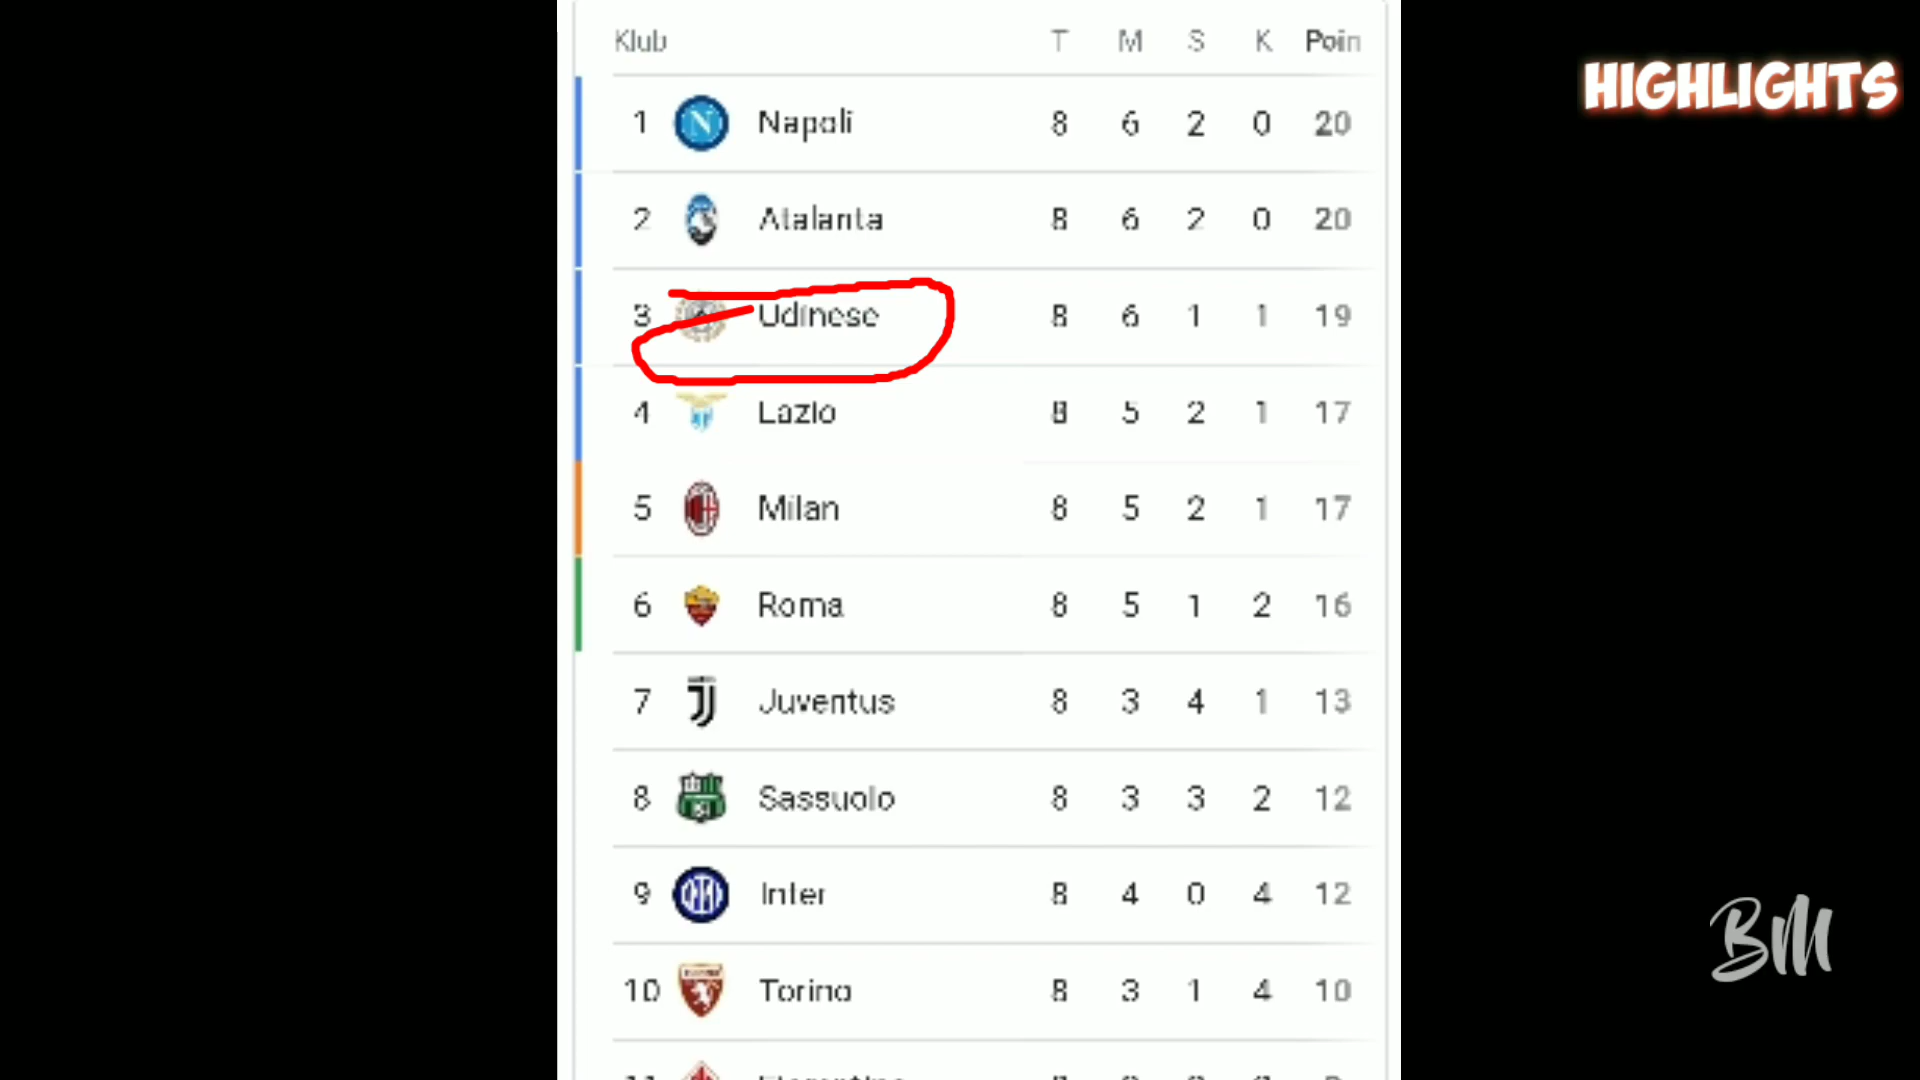 Klub T M S K Poin
HIGHLIGHTS
1 Napoli 8 6 2 0 20
2 Atalanta 8 6 2 0 20
3 Udinese 8 6 1 1 19
4 Lazio 8 5 2 1 17
5 Milan 8 5 2 1 17
6 Roma 8 5 1 2 16
7 Juventus 8 3 4 1 13
8 Sassuolo 8 3 3 2 12
9 Inter 8 4 0 4 12
10 Torino 8 3 1 4 10
BM